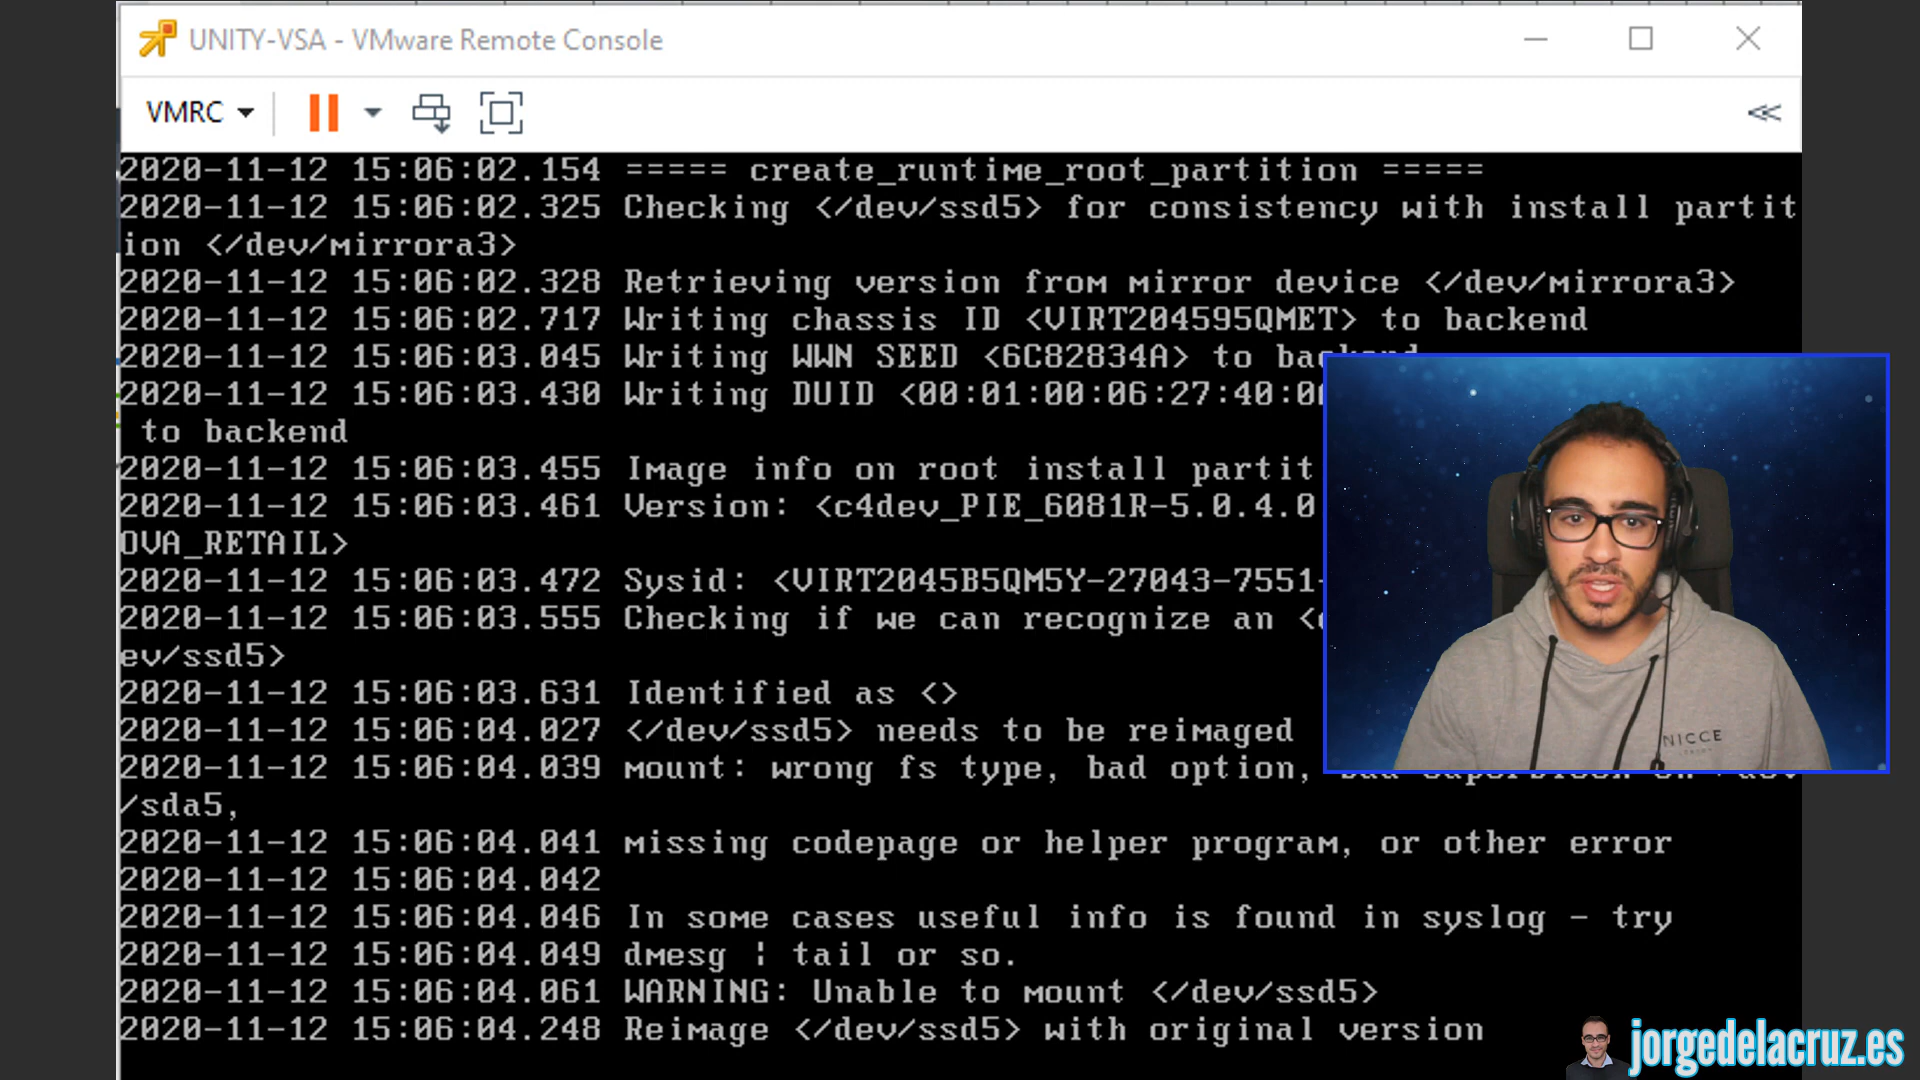 UNITY-VSA - VMware Remote Console
VMRC
2020-11-12 15:06:02.154 ===== create_runtime_root_partition =====
2020-11-12 15:06:02.325 Checking </dev/ssd5> for consistency with install partit
ion </dev/mirrora3>
2020-11-12 15:06:02.328 Retrieving version from mirror device </dev/mirrora3>
2020-11-12 15:06:02.717 Writing chassis ID <VIRT204595QMET> to backend
2020-11-12 15:06:03.045 Writing WWN SEED <6C82834A> to backend
2020-11-12 15:06:03.430 Writing DUID <00:01:00:06:27:40:0
to backend
2020-11-12 15:06:03.455 Image info on root install partit
2020-11-12 15:06:03.461 Version: <c4dev_PIE_6081R-5.0.4.0
OVA_RETAIL>
2020-11-12 15:06:03.472 Sysid: <VIRT2045B5QM5Y-27043-7551-
2020-11-12 15:06:03.555 Checking if we can recognize an <
ev/ssd5>
2020-11-12 15:06:03.631 Identified as <>
2020-11-12 15:06:04.027 </dev/ssd5> needs to be reimaged
2020-11-12 15:06:04.039 mount: wrong fs type, bad option,
/sda5,
2020-11-12 15:06:04.041 missing codepage or helper program, or other error
2020-11-12 15:06:04.042
2020-11-12 15:06:04.046 In some cases useful info is found in syslog - try
2020-11-12 15:06:04.049 dmesg | tail or so.
2020-11-12 15:06:04.061 WARNING: Unable to mount </dev/ssd5>
2020-11-12 15:06:04.248 Reimage </dev/ssd5> with original version
NICCE
jorgedelacruz.es